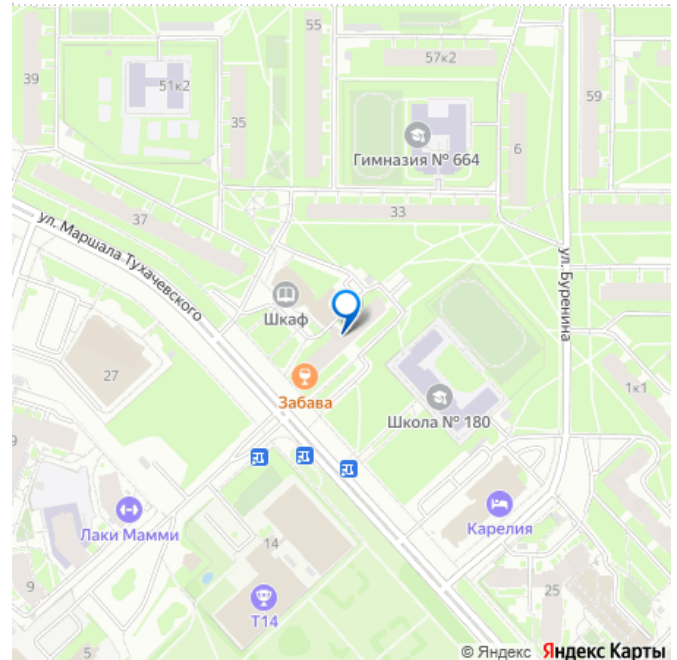 55
57к2
39
51к2
59
35
Гимназия № 664
6
37
33
ул. Маршала Тухачевского
ул. Буренина
Шкаф
27
1к1
Забава
Школа № 180
9
Лаки Мамми
Карелия
14
9
25
Т14
5
© Яндекс Яндекс Карты